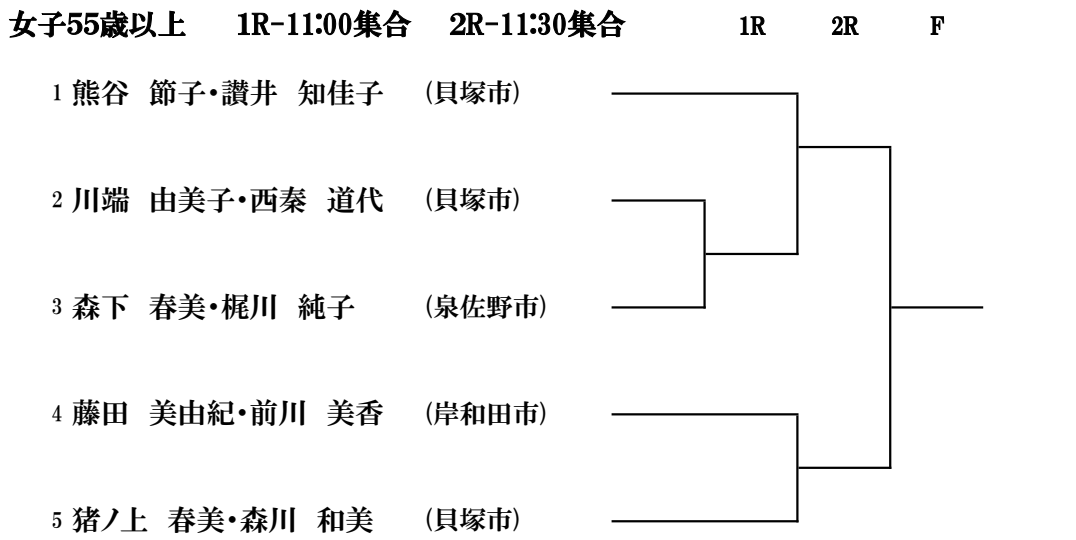 女子55歳以上　1R-11:00集合　2R-11:30集合　1R　2R　F
1 熊谷　節子・讃井　知佳子　(貝塚市)
2 川端　由美子・西秦　道代　(貝塚市)
3 森下　春美・梶川　純子　(泉佐野市)
4 藤田　美由紀・前川　美香　(岸和田市)
5 猪ノ上　春美・森川　和美　(貝塚市)